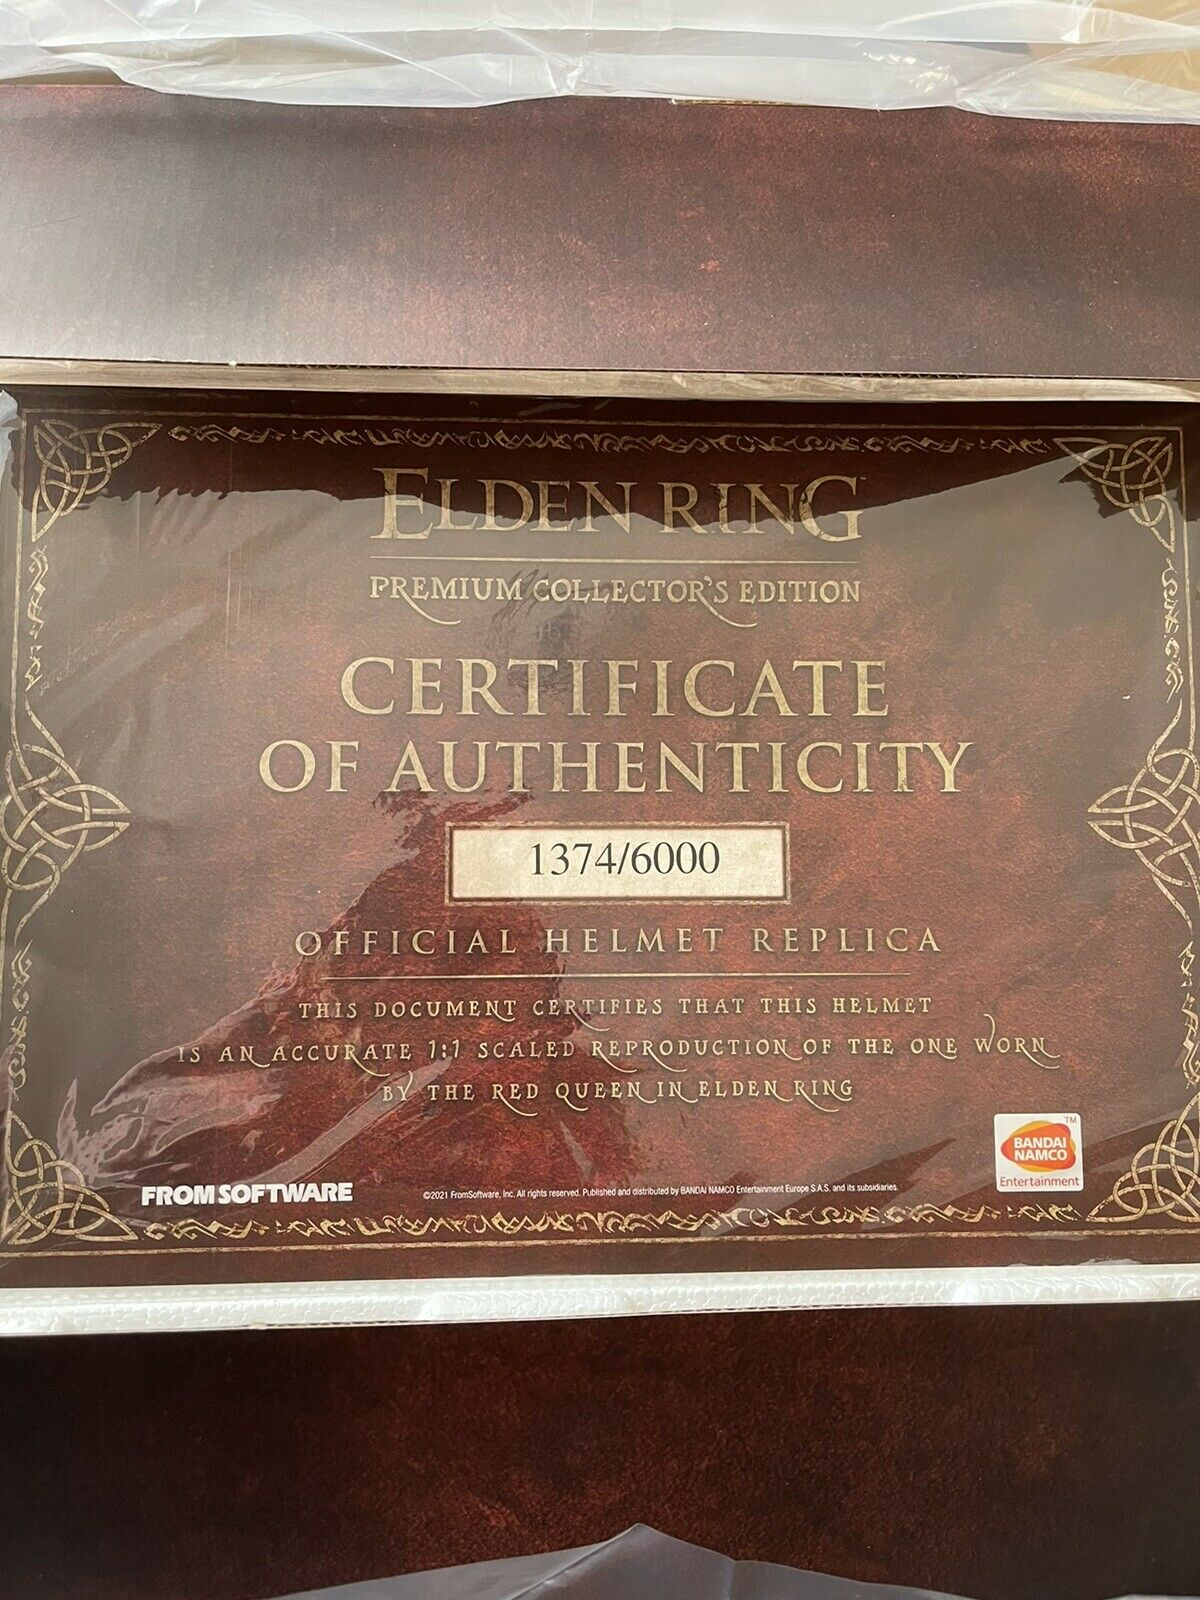 ELDEN RING
PREMIUM COLLECTOR'S EDITION
CERTIFICATE
OF AUTHENTICITY
1374/6000
OFFICIAL HELMET REPLICA
THIS DOCUMENT CERTIFIES THAT THIS HELMET
IS AN ACCURATE 1:1 SCALED REPRODUCTION OF THE ONE WORN
BY THE RED QUEEN IN ELDEN RING
TM
BANDAI
NAMCO
Entertainment
FROMSOFTWARE
©2021 FromSoftware, Inc. All rights reserved. Published and distributed by BANDAI NAMCO Entertainment Europe S.A.S. and its subsidiaries.